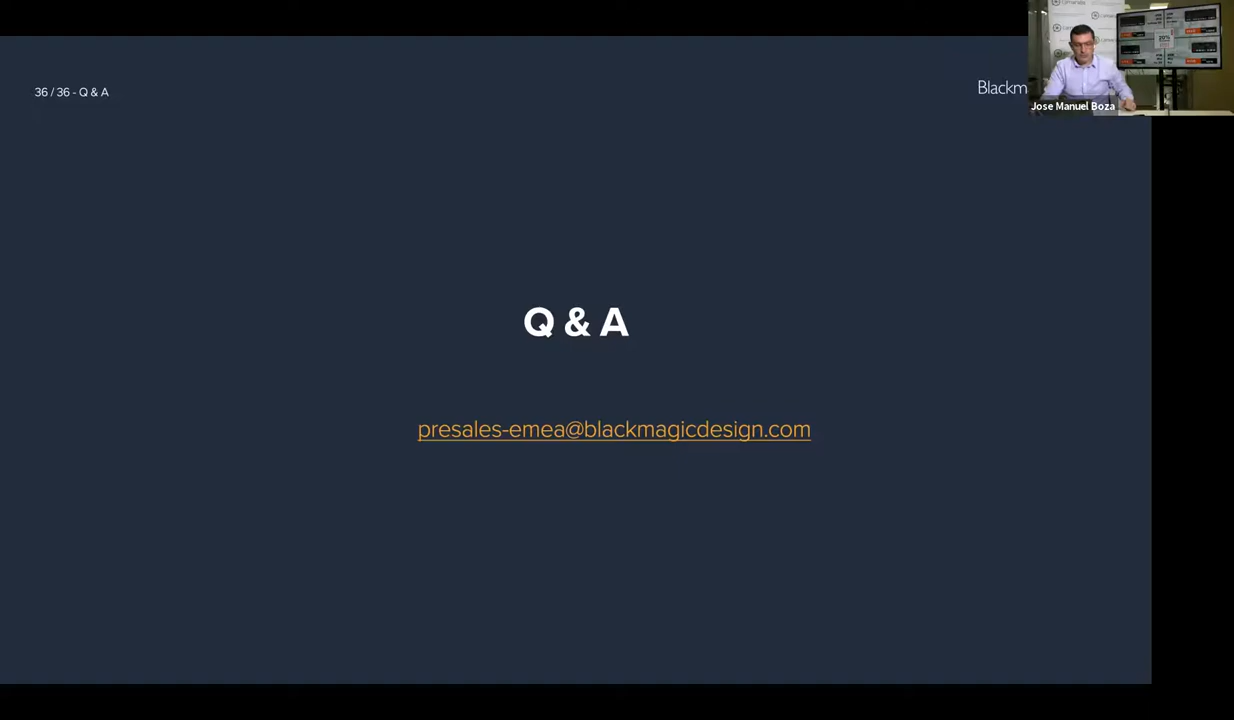 36 / 36 - Q & A
Blackm
Jose Manuel Boza
Q & A
presales-emea@blackmagicdesign.com